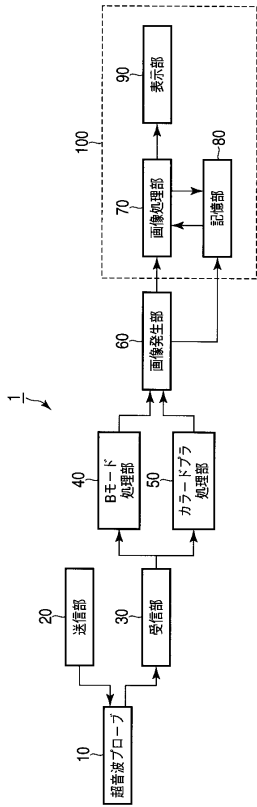 1
10
超音波プローブ
20
送信部
30
受信部
40
Bモード
処理部
50
カラードプラ
処理部
60
画像発生部
100
70
画像処理部
80
記憶部
90
表示部